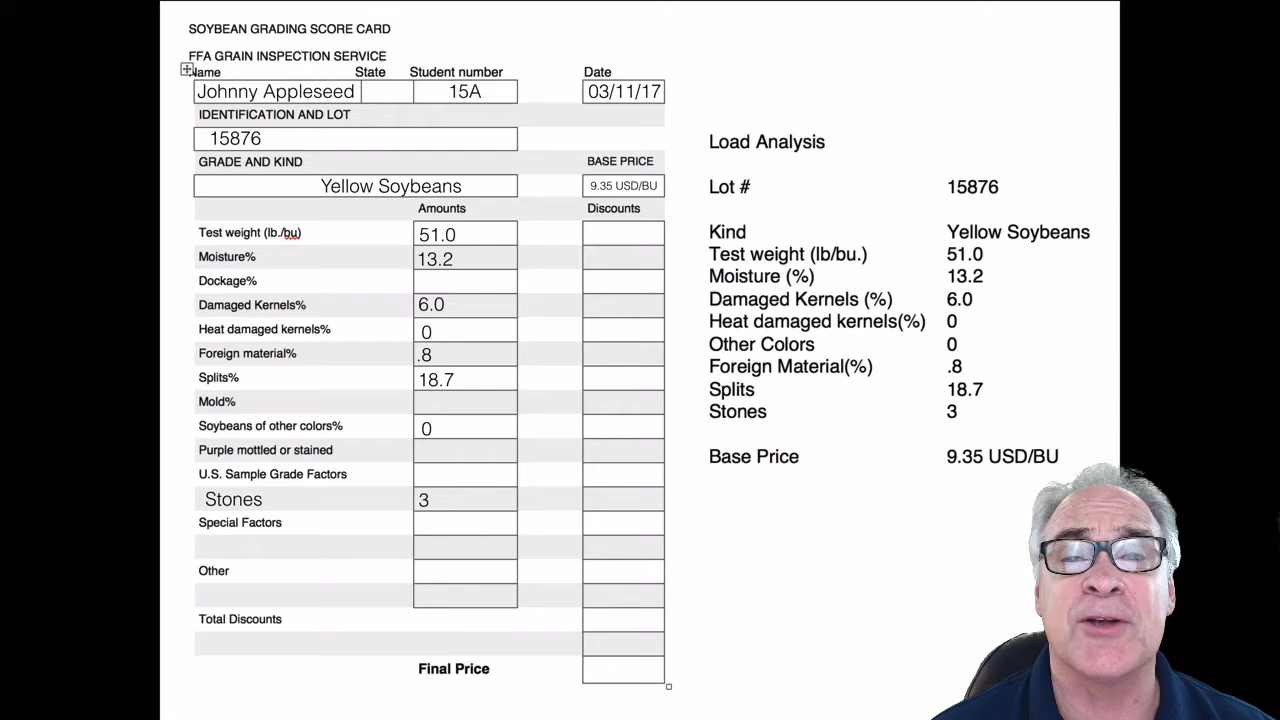 SOYBEAN GRADING SCORE CARD
FFA GRAIN INSPECTION SERVICE
Name State Student number Date
Johnny Appleseed 15A 03/11/17
IDENTIFICATION AND LOT
15876
GRADE AND KIND BASE PRICE
Yellow Soybeans 9.35 USD/BU
Amounts Discounts
Test weight (lb./bu) 51.0
Moisture% 13.2
Dockage%
Damaged Kernels% 6.0
Heat damaged kernels% 0
Foreign material% .8
Splits% 18.7
Mold%
Soybeans of other colors% 0
Purple mottled or stained
U.S. Sample Grade Factors
Stones 3
Special Factors
Other
Total Discounts
Final Price
Load Analysis
Lot # 15876
Kind Yellow Soybeans
Test weight (lb/bu.) 51.0
Moisture (%) 13.2
Damaged Kernels (%) 6.0
Heat damaged kernels(%) 0
Other Colors 0
Foreign Material(%) .8
Splits 18.7
Stones 3
Base Price 9.35 USD/BU